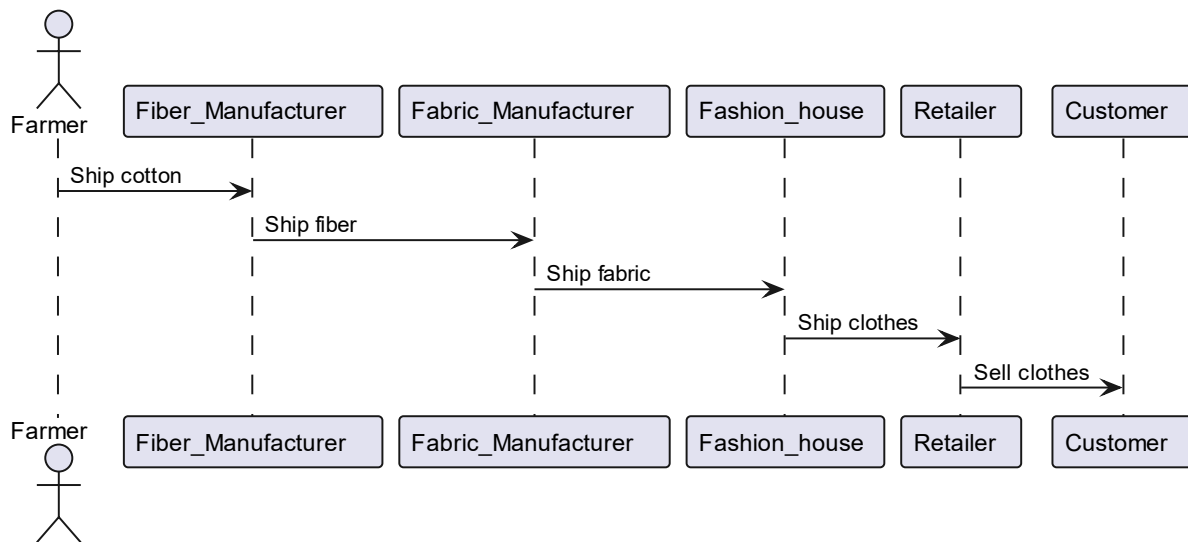 Farmer
Fiber_Manufacturer
Fabric_Manufacturer
Fashion_house
Retailer
Customer
Ship cotton
Ship fiber
Ship fabric
Ship clothes
Sell clothes
Farmer
Fiber_Manufacturer
Fabric_Manufacturer
Fashion_house
Retailer
Customer